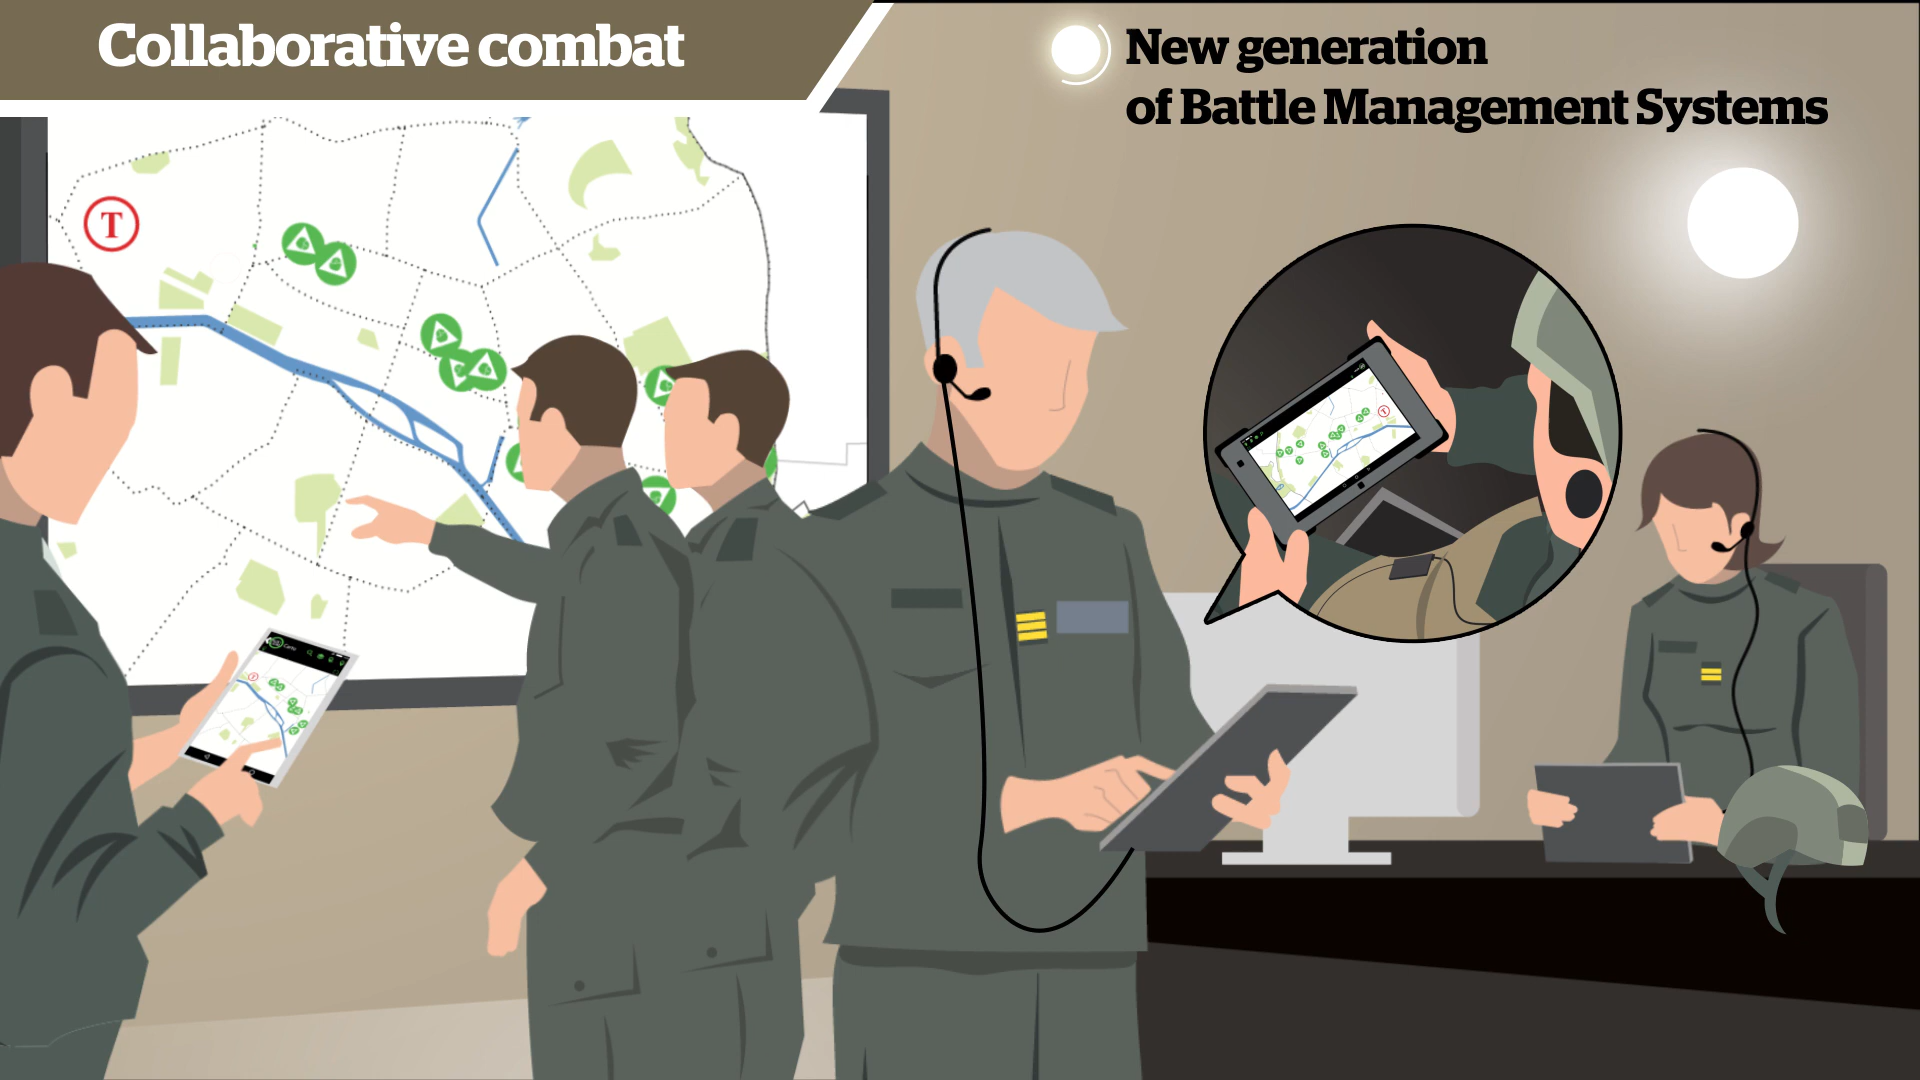 Collaborative combat
New generation
of Battle Management Systems
T
T
T